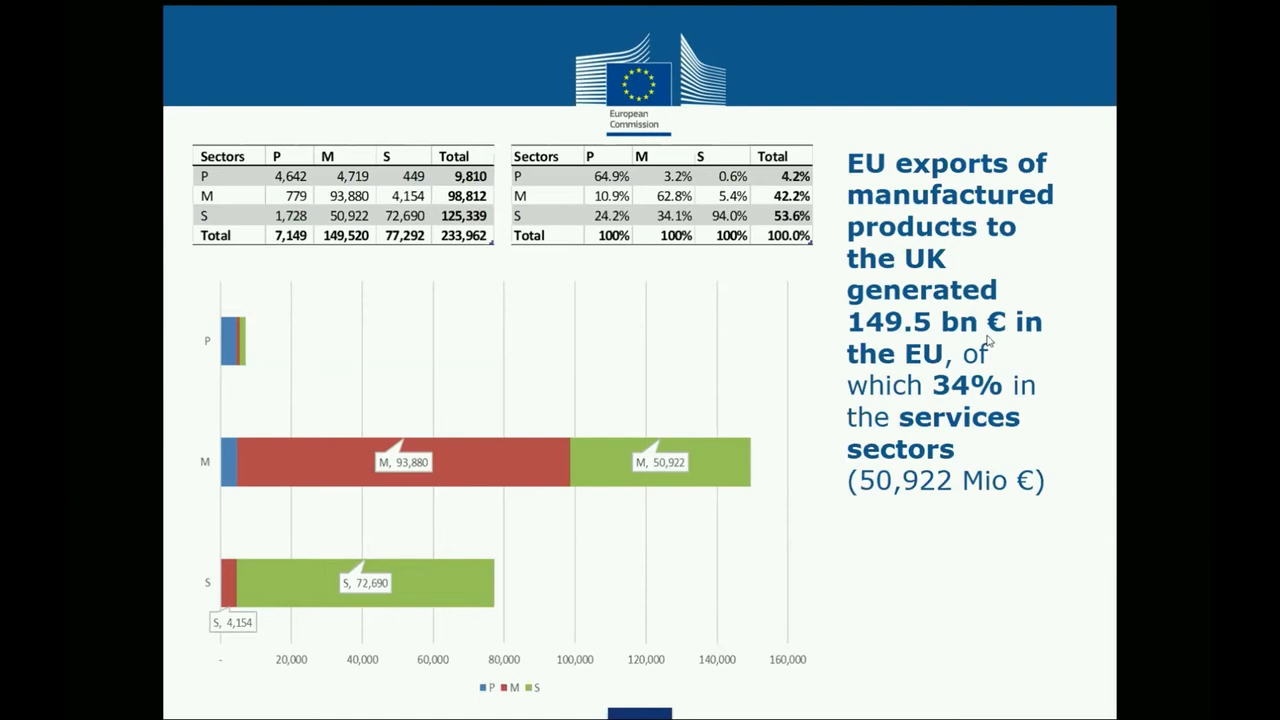 European
Commission
Sectors P M S Total
P 4,642 4,719 449 9,810
M 779 93,880 4,154 98,812
S 1,728 50,922 72,690 125,339
Total 7,149 149,520 77,292 233,962
Sectors P M S Total
P 64.9% 3.2% 0.6% 4.2%
M 10.9% 62.8% 5.4% 42.2%
S 24.2% 34.1% 94.0% 53.6%
Total 100% 100% 100% 100.0%
EU exports of
manufactured
products to
the UK
generated
149.5 bn € in
the EU, of
which 34% in
the services
sectors
(50,922 Mio €)
P
M
M, 93,880
M, 50,922
S
S, 72,690
S, 4,154
- 20,000 40,000 60,000 80,000 100,000 120,000 140,000 160,000
P M S